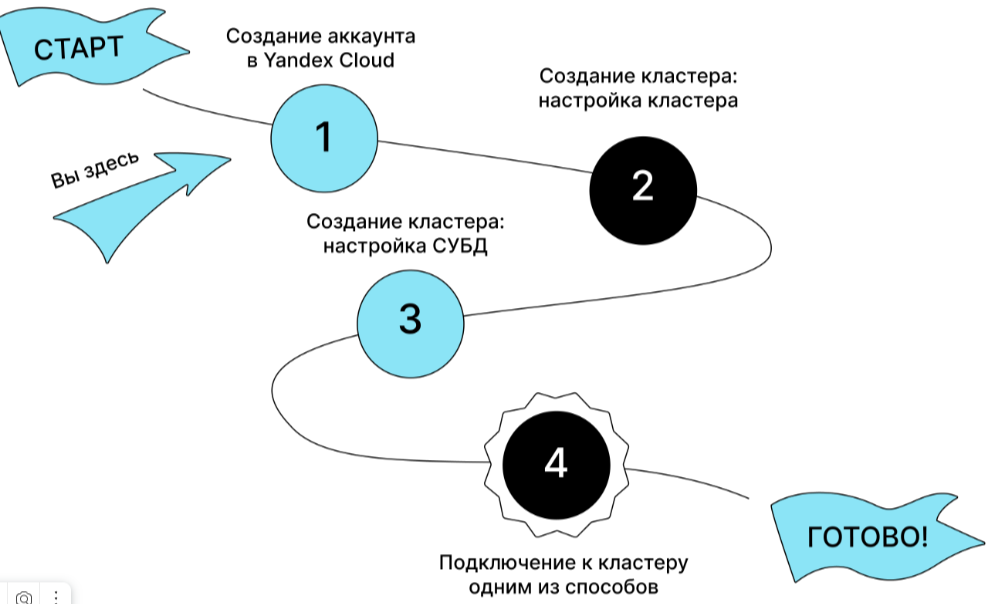 СТАРТ
Создание аккаунта
в Yandex Cloud
1
Создание кластера:
настройка кластера
2
Вы здесь
Создание кластера:
настройка СУБД
3
4
Подключение к кластеру
одним из способов
ГОТОВО!